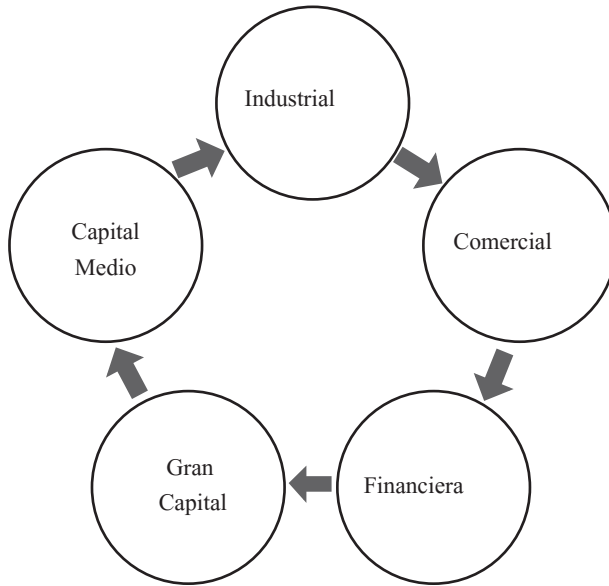 Industrial
Comercial
Financiera
Gran
Capital
Capital
Medio